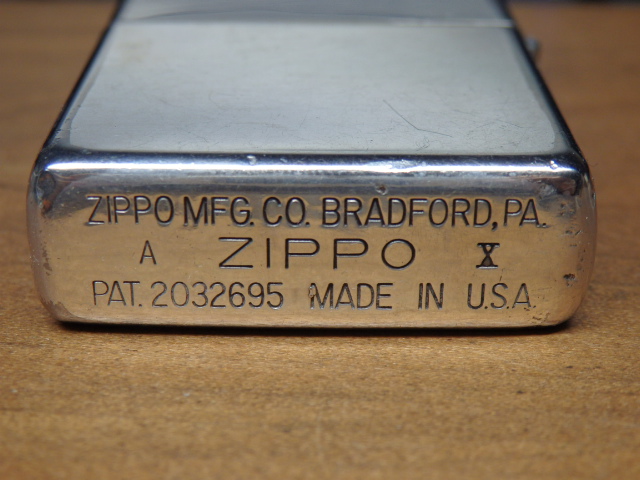 ZIPPO MFG. CO. BRADFORD, PA.
A ZIPPO X
PAT. 2032695 MADE IN U.S.A.